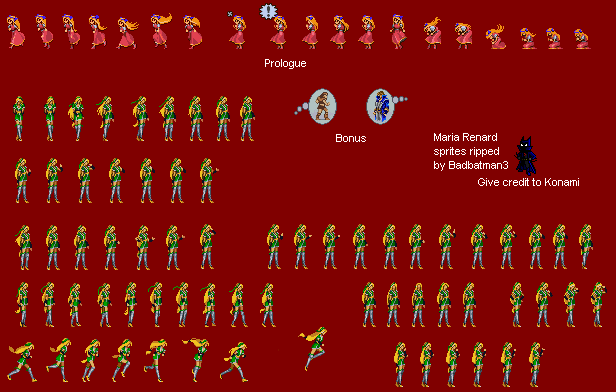 !
Prologue
Bonus
Maria Renard
sprites ripped
by Badbatman3
Give credit to Konami